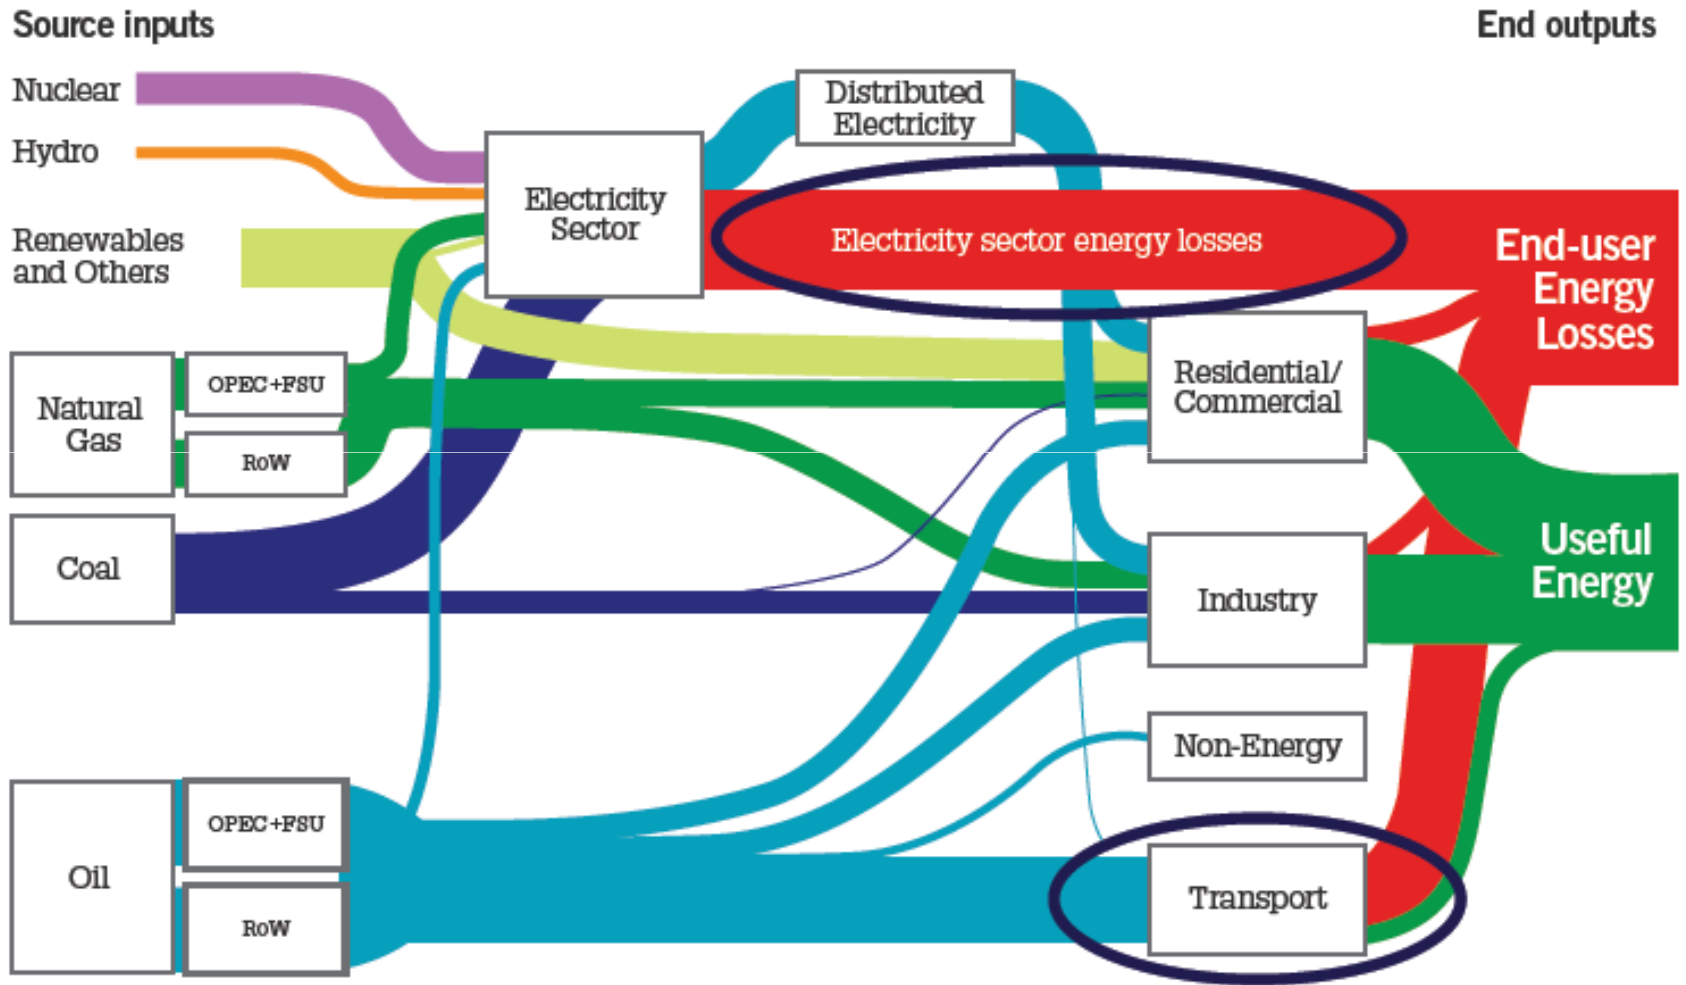 Source inputs
End outputs
Nuclear
Hydro
Renewables
and Others
Natural
Gas
OPEC+FSU
RoW
Coal
Oil
OPEC+FSU
RoW
Electricity
Sector
Distributed
Electricity
Electricity sector energy losses
Residential/
Commercial
Industry
Non-Energy
Transport
End-user
Energy
Losses
Useful
Energy